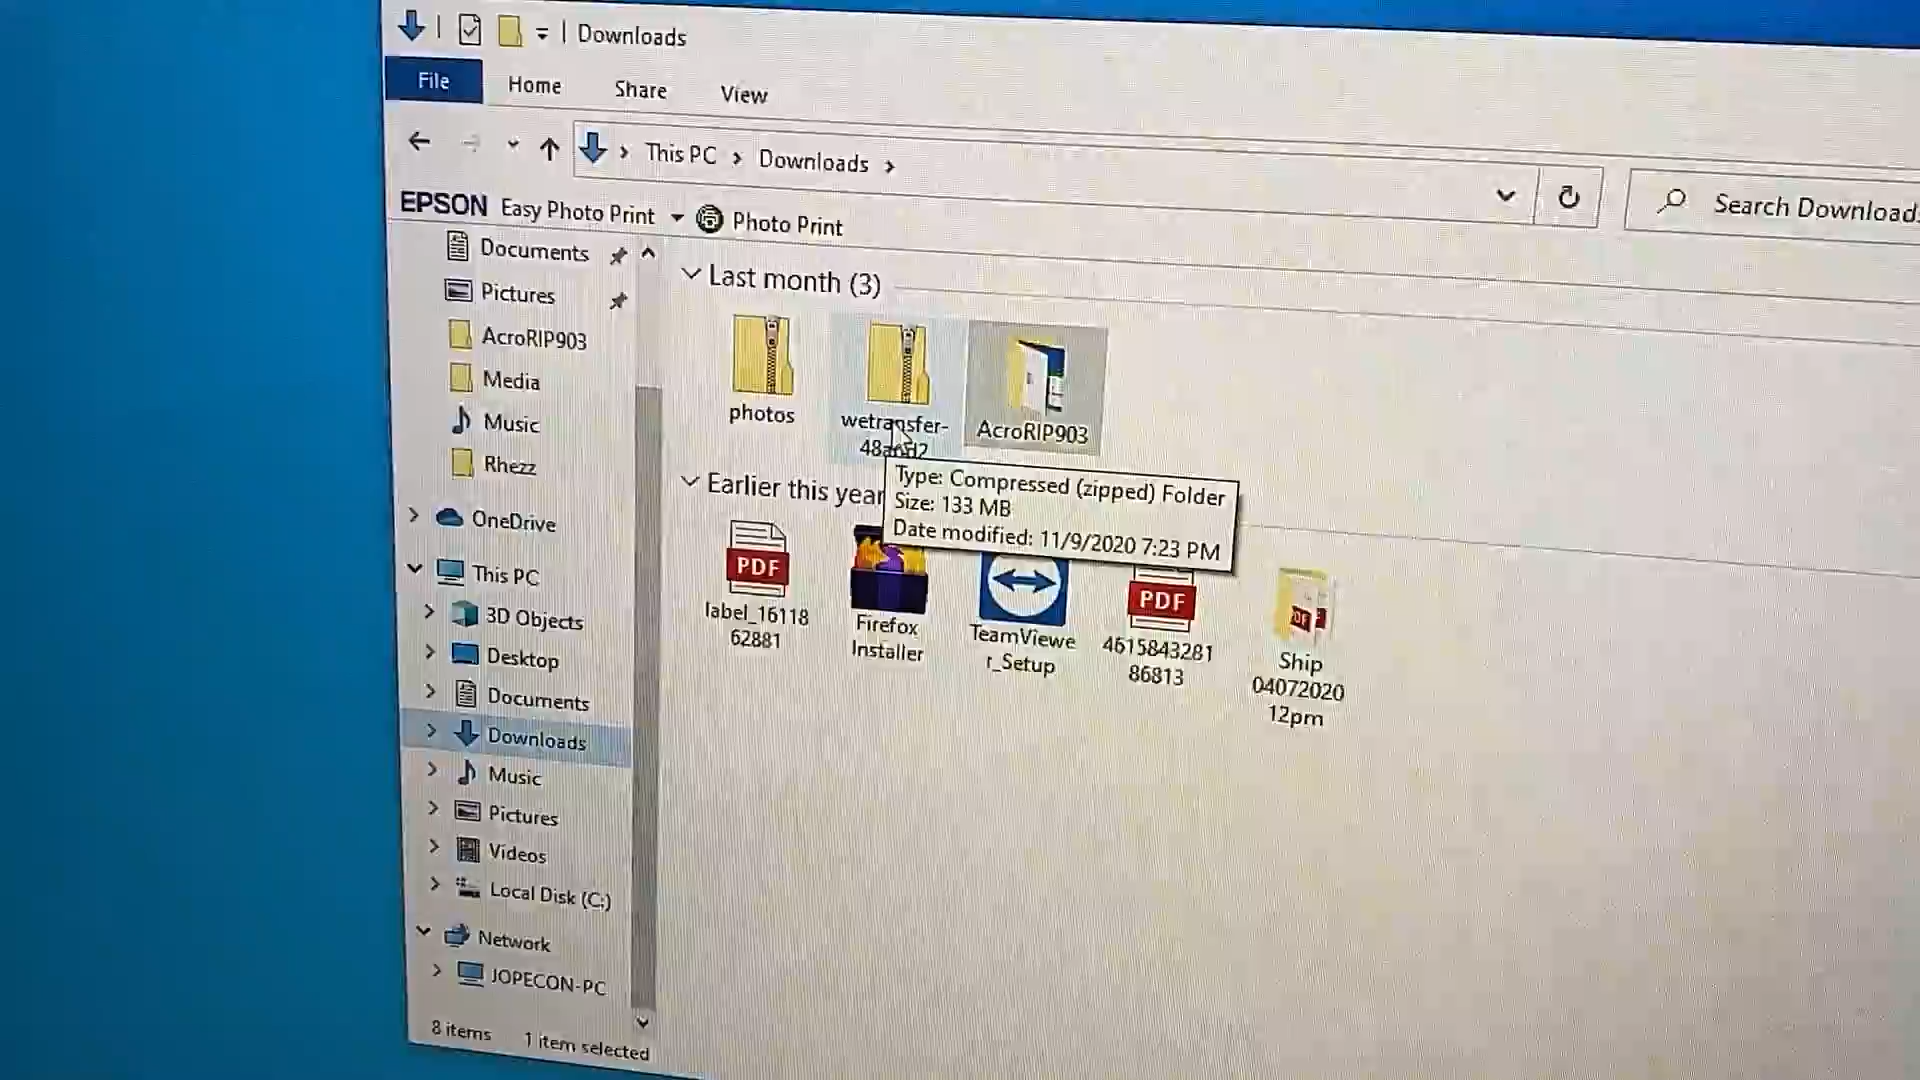 Downloads
File Home Share View
This PC > Downloads >
Search Download
EPSON Easy Photo Print Photo Print
Documents
Pictures
AcroRIP903
Media
Music
Rhezz
OneDrive
This PC
3D Objects
Desktop
Documents
Downloads
Music
Pictures
Videos
Local Disk (C:)
Network
JOPECON-PC
8 items 1 item selected
Last month (3)
photos
wetransfer-
AcroRIP903
Type: Compressed (zipped) Folder
Size: 133 MB
Date modified: 11/9/2020 7:23 PM
Earlier this year
PDF
label_16118
62881
Firefox
Installer
TeamViewe
r_Setup
PDF
4615843281
86813
Ship
04072020
12pm